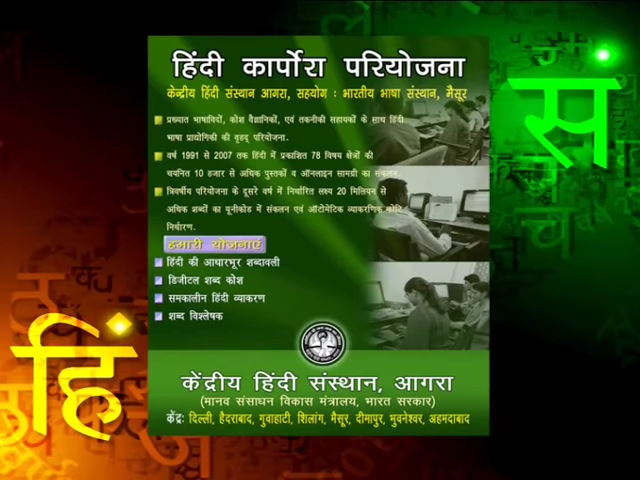 हिंदी कार्पोरा परियोजना
केन्द्रीय हिंदी संस्थान आगरा, सहयोग : भारतीय भाषा संस्थान, मैसूर
प्रख्यात भाषाविदों, कोश वैज्ञानिकों, एवं तकनीकी सहायकों के साथ हिंदी
भाषा प्रायोगिकी की वृहद् परियोजना.
वर्ष 1991 से 2007 तक हिंदी में प्रकाशित 78 विषय क्षेत्रों की
चयनित 10 हजार से अधिक पुस्तकों व ऑनलाइन सामग्री का संकलन.
त्रिवर्षीय परियोजना के दूसरे वर्ष में निर्धारित लक्ष्य 20 मिलियन से
अधिक शब्दों का यूनीकोड में संकलन एवं ऑटोमेटिक व्याकरणिक कोटि
निर्धारण.
हमारी योजनाएं
हिंदी की आधारभूर शब्दावली
डिजीटल शब्द कोश
समकालीन हिंदी व्याकरण
शब्द विश्लेषक
केंद्रीय हिंदी संस्थान, आगरा
(मानव संसाधन विकास मंत्रालय, भारत सरकार)
केंद्र: दिल्ली, हैदराबाद, गुवाहाटी, शिलांग, मैसूर, दीमापुर, भुवनेश्वर, अहमदाबाद
हिं
सं